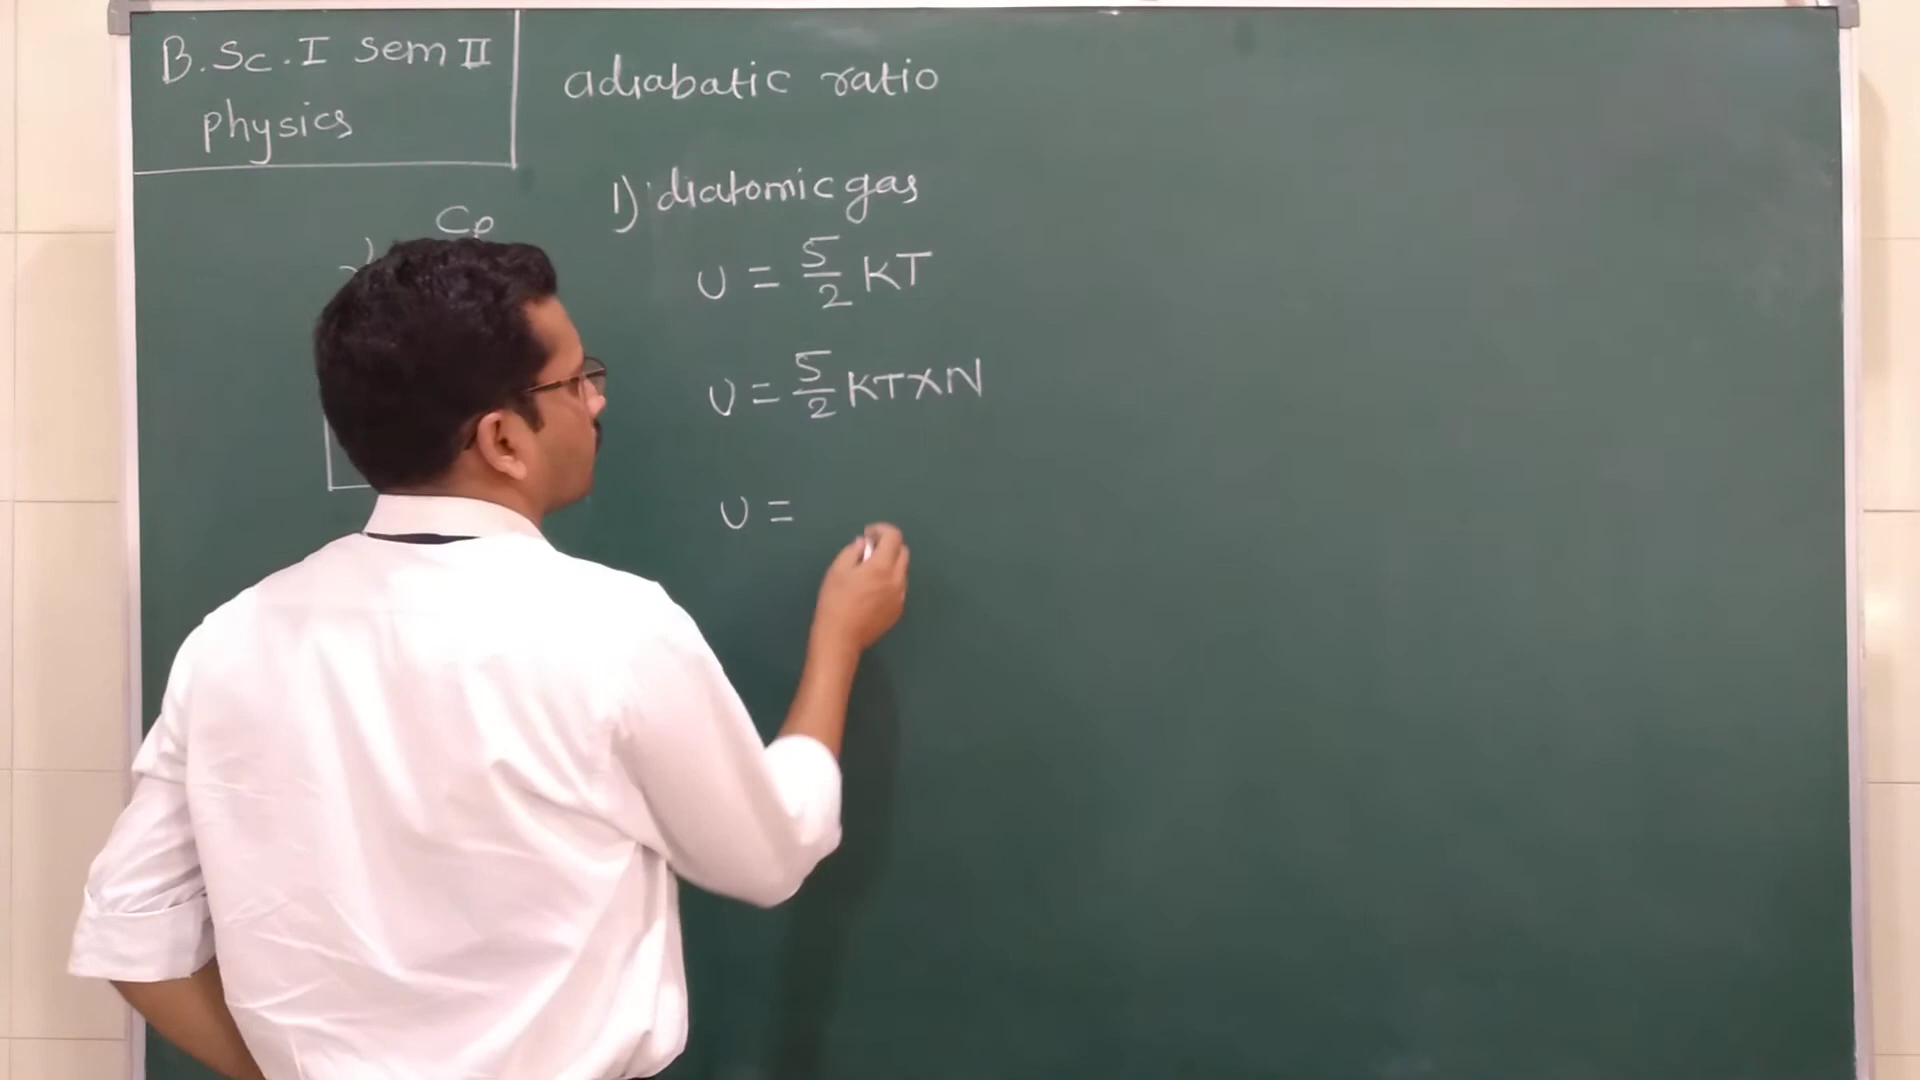 B.Sc.I Sem II
physics
adiabatic ratio
Cp
1) diatomic gas
U = 5/2 KT
U = 5/2 KT×N
U =